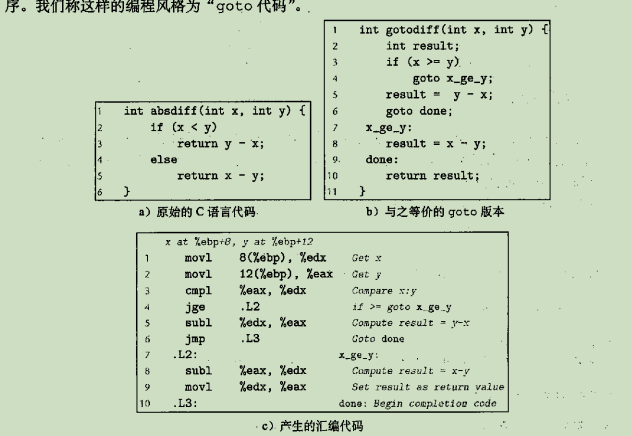 序。我们称这样的编程风格为“goto 代码”。
1 int absdiff(int x, int y) {
2 if (x < y)
3 return y - x;
4 else
5 return x - y;
6 }
a) 原始的 C 语言代码
1 int gotodiff(int x, int y) {
2 int result;
3 if (x >= y)
4 goto x_ge_y;
5 result = y - x;
6 goto done;
7 x_ge_y:
8 result = x - y;
9 done:
10 return result;
11 }
b) 与之等价的 goto 版本
x at %ebp+8, y at %ebp+12
1 movl 8(%ebp), %edx Get x
2 movl 12(%ebp), %eax Get y
3 cmpl %eax, %edx Compare x:y
4 jge .L2 if >= goto x_ge_y
5 subl %edx, %eax Compute result = y-x
6 jmp .L3 Goto done
7 .L2: x_ge_y:
8 subl %eax, %edx Compute result = x-y
9 movl %edx, %eax Set result as return value
10 .L3: done: Begin completion code
c) 产生的汇编代码